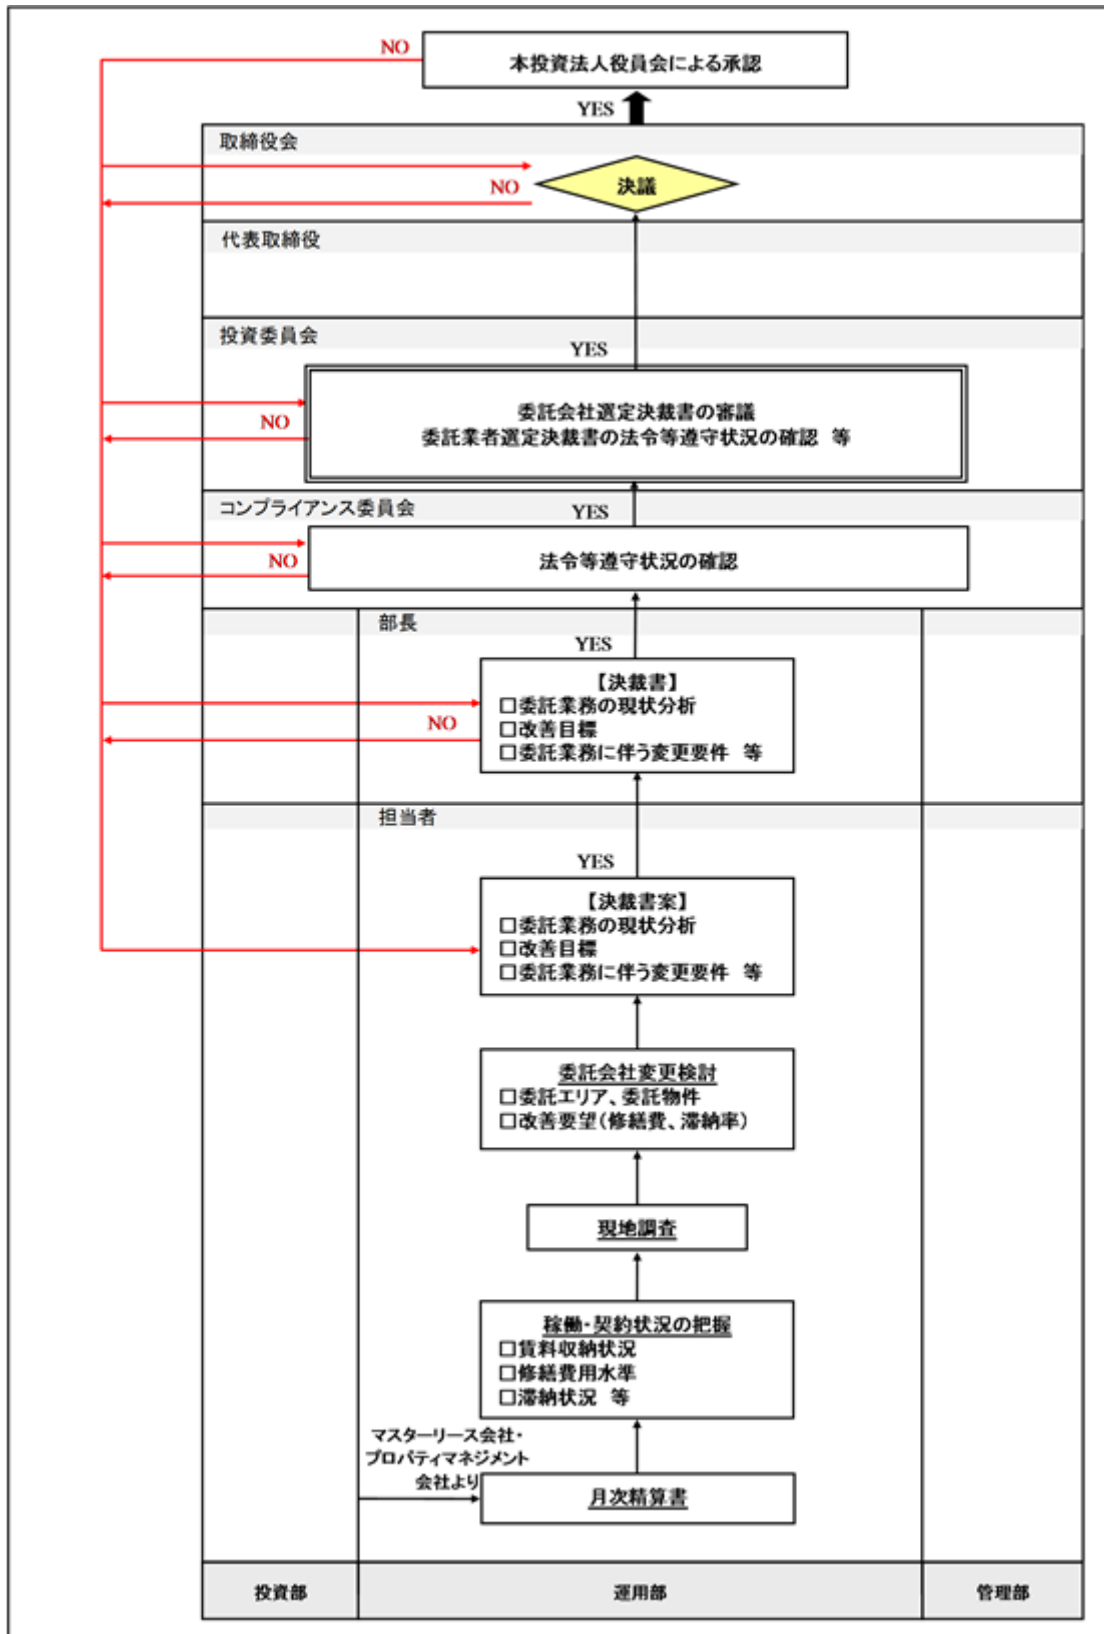 NO
本投資法人役員会による承認
YES
取締役会
NO
決議
代表取締役
投資委員会
YES
委託会社選定決裁書の審議
NO
委託業者選定決裁書の法令等遵守状況の確認 等
コンプライアンス委員会
YES
NO
法令等遵守状況の確認
部長
YES
【決裁書】
□委託業務の現状分析
NO
□改善目標
□委託業務に伴う変更要件 等
担当者
YES
【決裁書案】
□委託業務の現状分析
□改善目標
□委託業務に伴う変更要件 等
委託会社変更検討
□委託エリア、委託物件
□改善要望(修繕費、滞納率)
現地調査
稼働・契約状況の把握
□賃料収納状況
□修繕費用水準
□滞納状況 等
マスターリース会社・
プロパティマネジメント
会社より
月次精算書
投資部
運用部
管理部